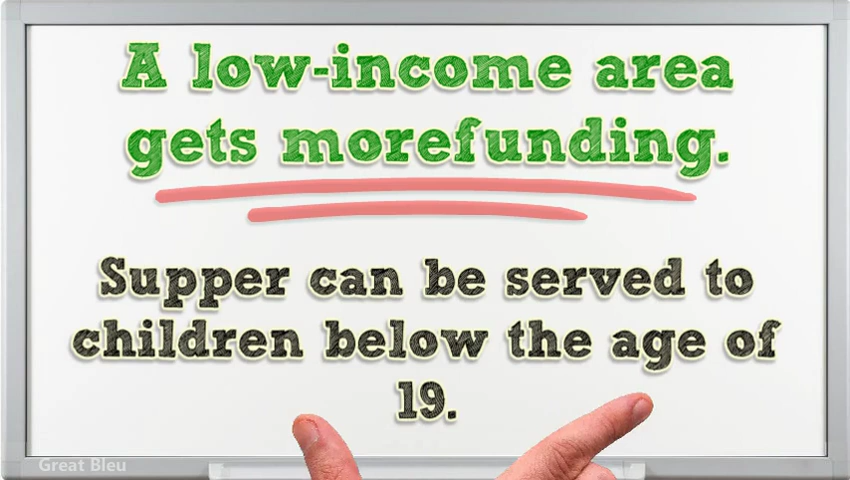 A low-income area
gets morefunding.
Supper can be served to
children below the age of
19.
Great Bleu